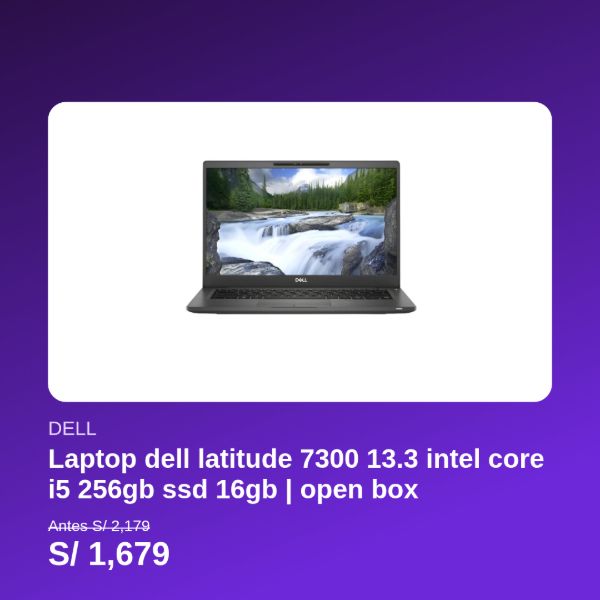 DELL
DELL
Laptop dell latitude 7300 13.3 intel core
i5 256gb ssd 16gb | open box
Antes S/ 2,179
S/ 1,679